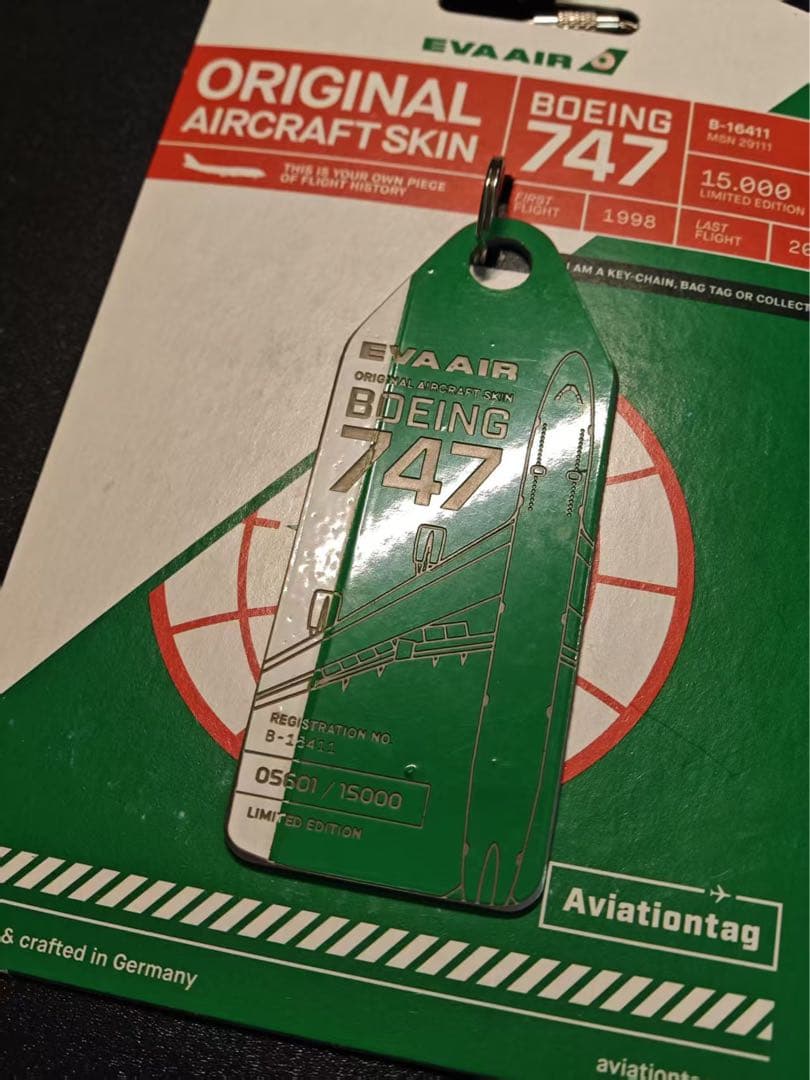 EVA AIR
ORIGINAL
AIRCRAFT SKIN
THIS IS YOUR OWN PIECE
OF FLIGHT HISTORY
BOEING
747
B-16411
MSN 29111
15.000
LIMITED EDITION
FIRST
FLIGHT
1998
LAST
FLIGHT
20
I AM A KEY-CHAIN, BAG TAG OR COLLECT
EVA AIR
ORIGINAL AIRCRAFT SKIN
BOEING
747
REGISTRATION NO.
B-16411
05601 / 15000
LIMITED EDITION
Aviationtag
& crafted in Germany
aviationta